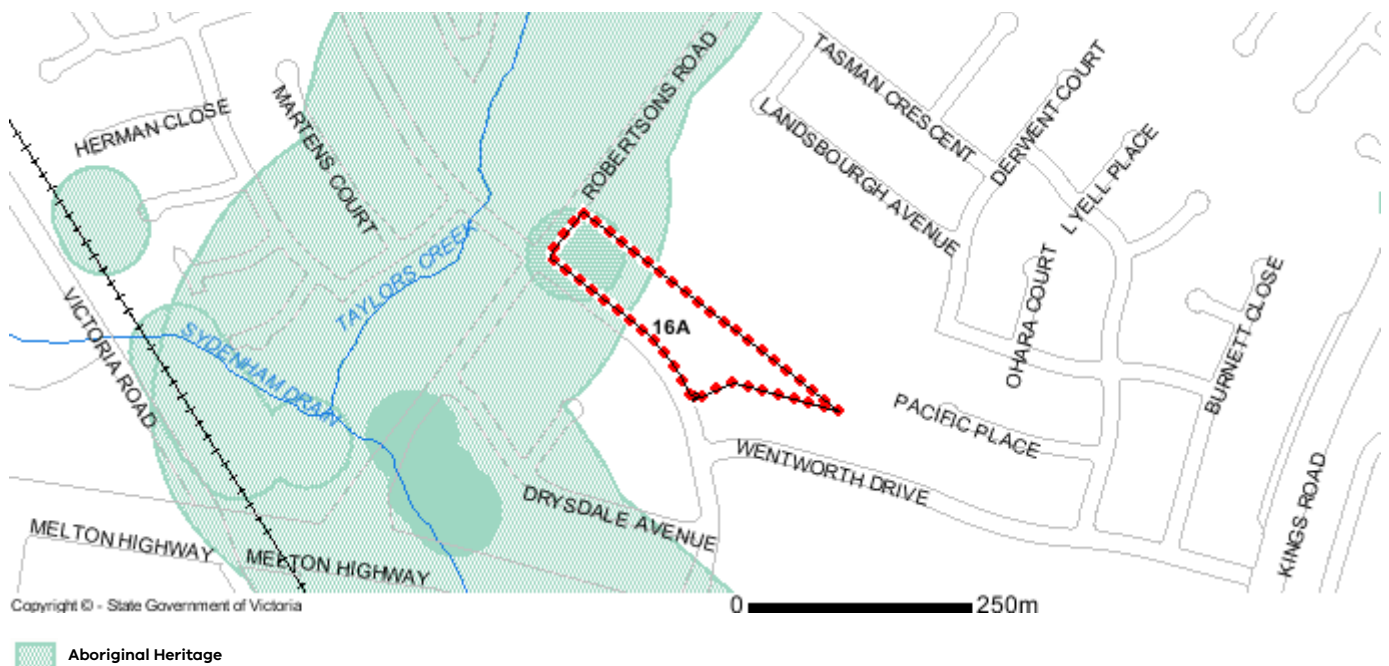 TASMAN CRESCENT
ROBERTSONS ROAD
DERWENT COURT
HERMAN CLOSE
MARTENS COURT
LANDSBOURGH AVENUE
LYELL PLACE
TAYLORS CREEK
OHARA COURT
BURNETT CLOSE
VICTORIA ROAD
SYDENHAM DRAIN
16A
PACIFIC PLACE
WENTWORTH DRIVE
KINGS ROAD
DRYSDALE AVENUE
MELTON HIGHWAY
MELTON HIGHWAY
Copyright © - State Government of Victoria
0 250m
Aboriginal Heritage